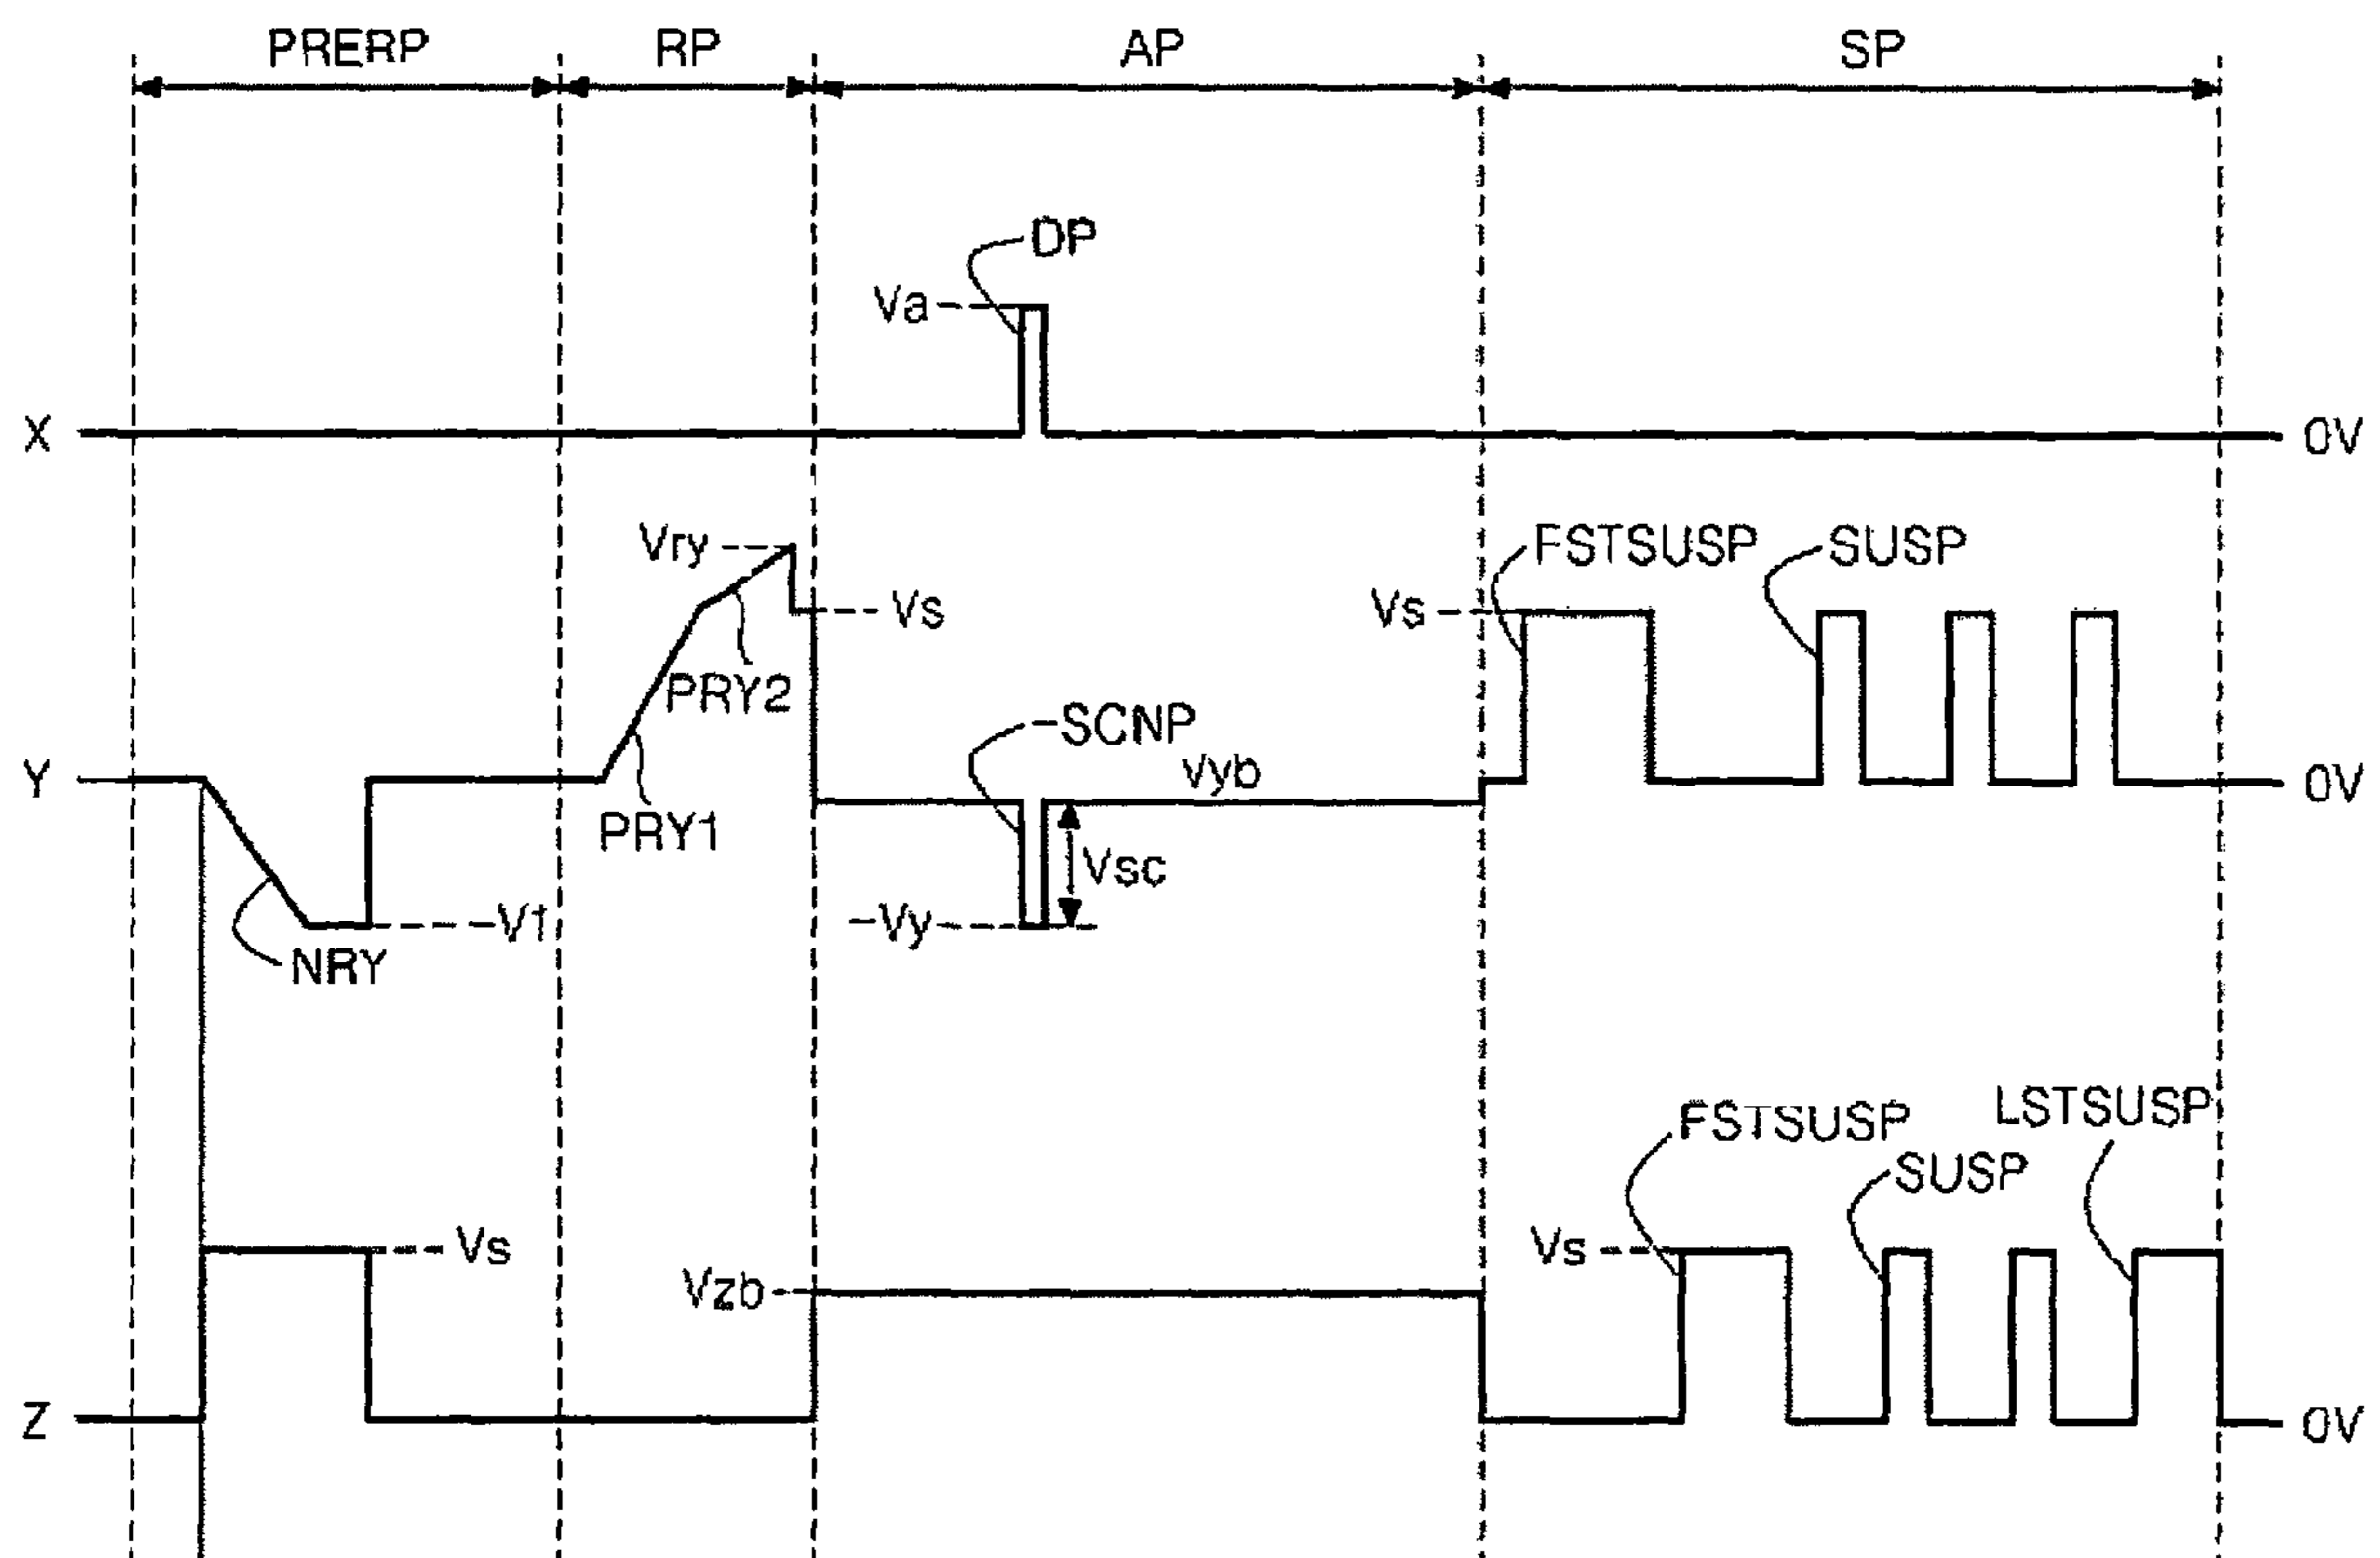 PRERP RP AP SP
DP
Va
X 0V
Vry FSTSUSP SUSP
Vs Vs
PRY2
-SCNP
Y vyb 0V
PRY1
Vsc
-V1 -Vy
NRY
LSTSUSP
FSTSUSP
SUSP
Vs Vs
Vzb
Z 0V